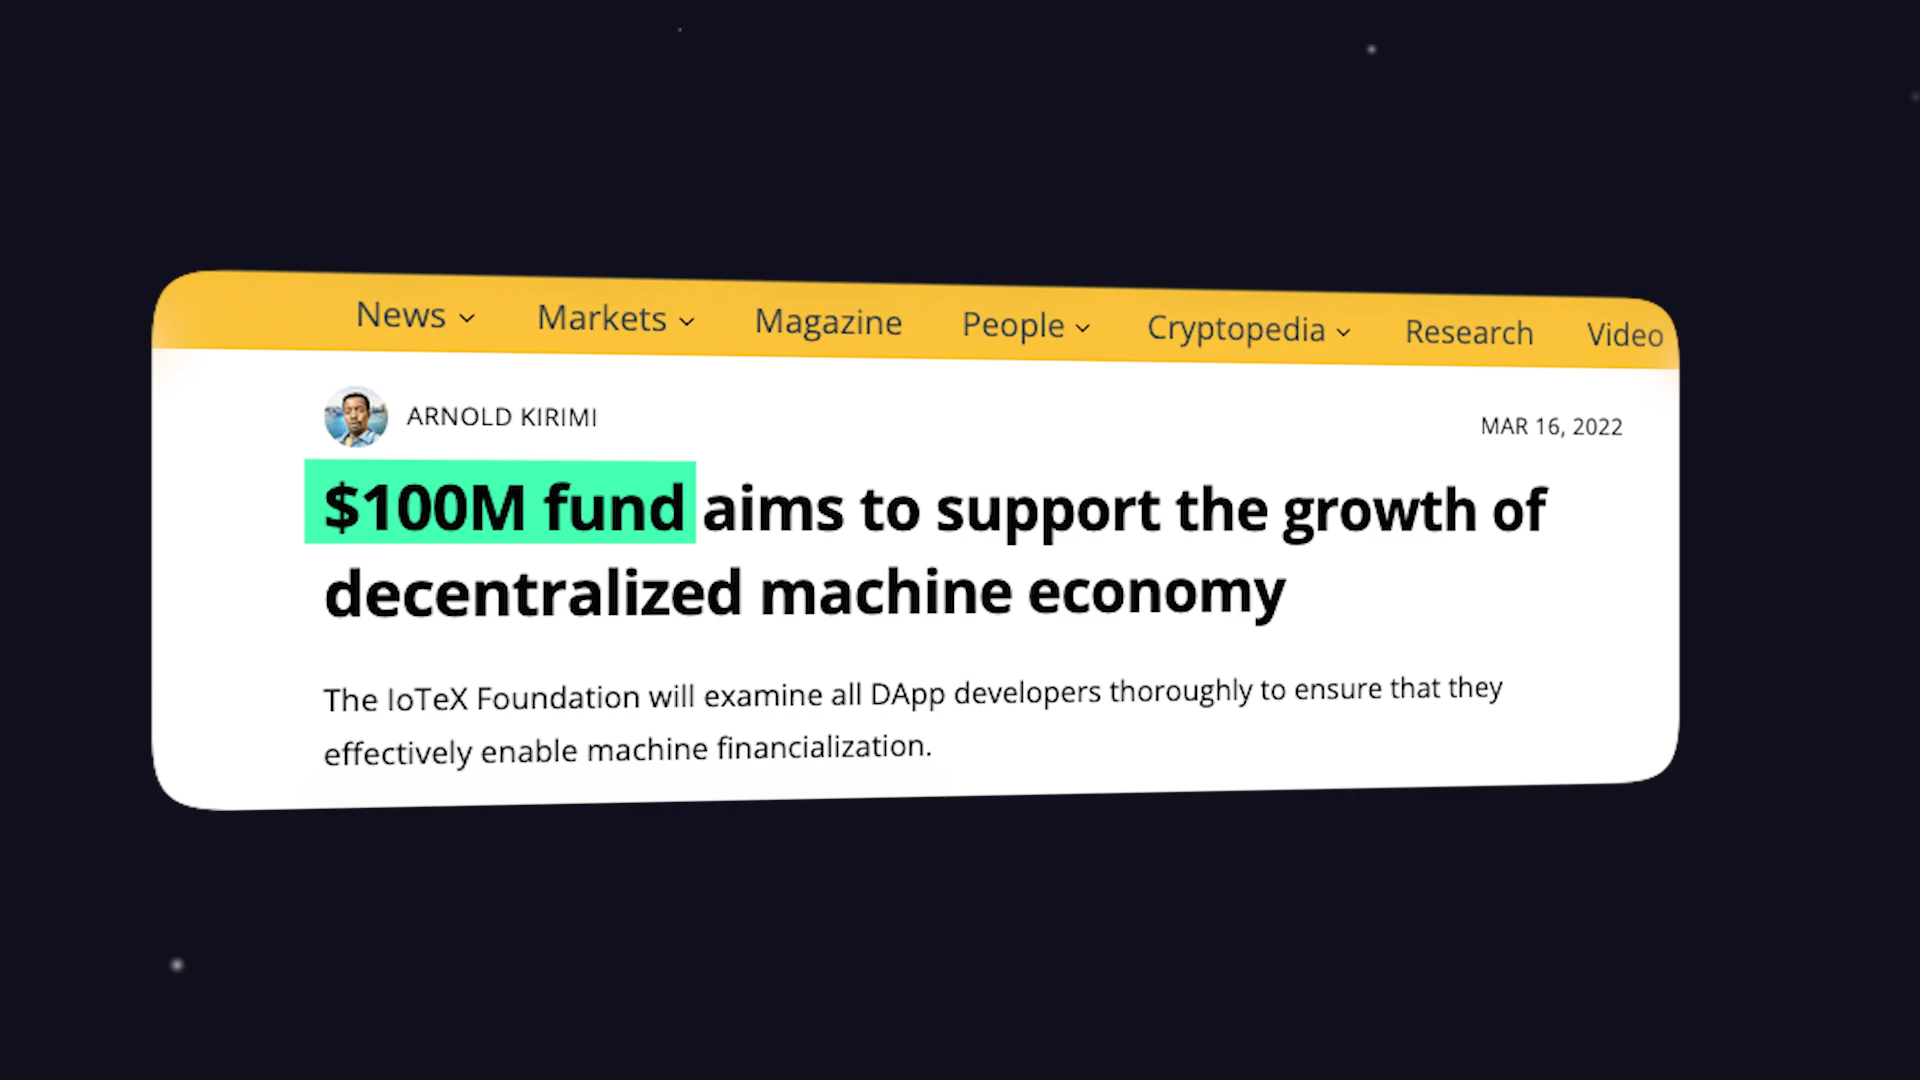 News Markets Magazine People Cryptopedia Research Video
ARNOLD KIRIMI
MAR 16, 2022
$100M fund aims to support the growth of
decentralized machine economy
The IoTeX Foundation will examine all DApp developers thoroughly to ensure that they
effectively enable machine financialization.